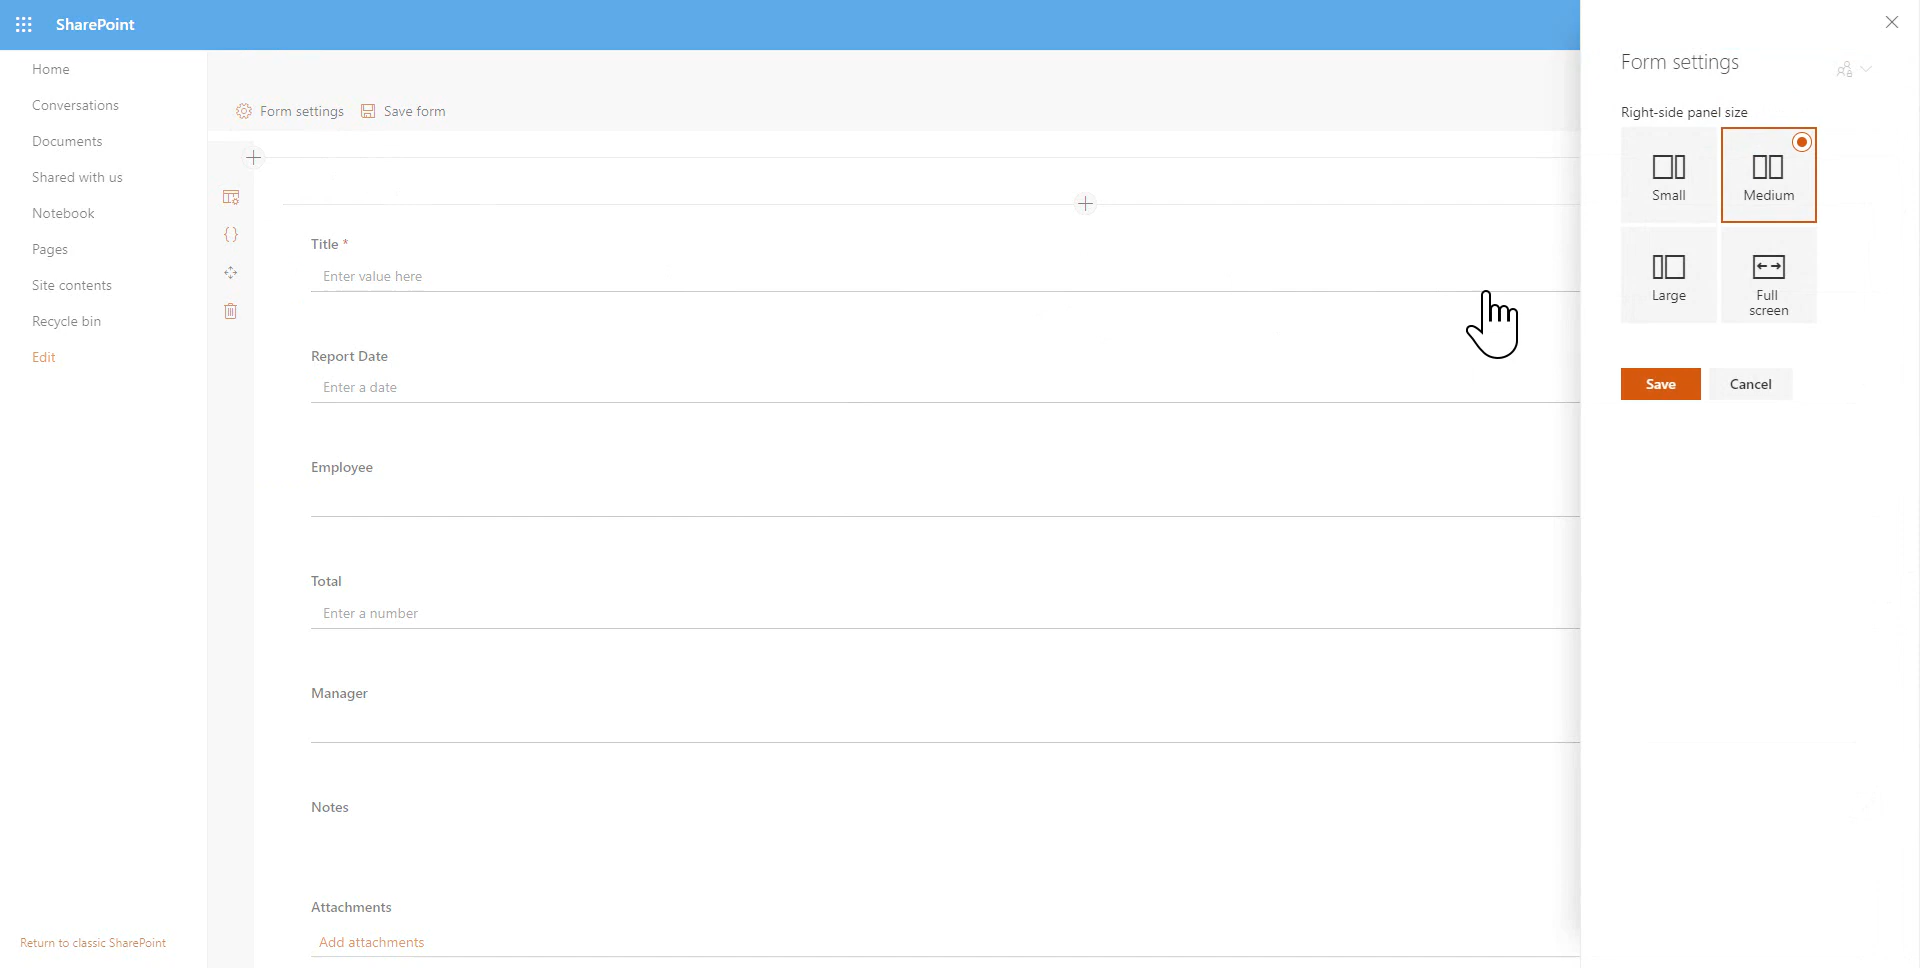 SharePoint
Home
Conversations
Documents
Shared with us
Notebook
Pages
Site contents
Recycle bin
Edit
Return to classic SharePoint
Form settings
Save form
Title *
Enter value here
Report Date
Enter a date
Employee
Total
Enter a number
Manager
Notes
Attachments
Add attachments
Form settings
Right-side panel size
Small
Medium
Large
Full
screen
Save
Cancel